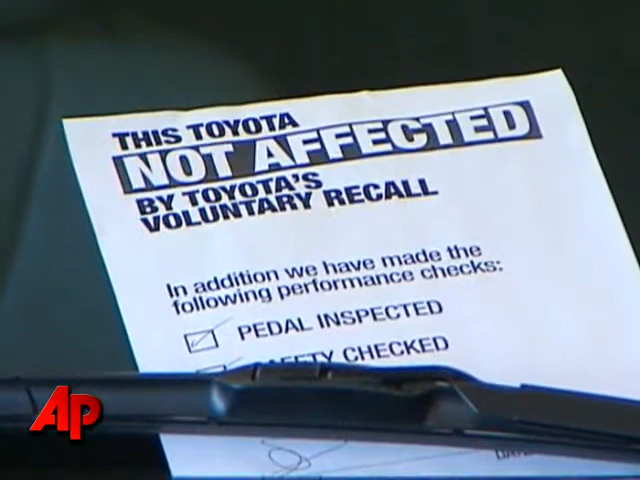 THIS TOYOTA
NOT AFFECTED
BY TOYOTA'S
VOLUNTARY RECALL
In addition we have made the
following performance checks:
PEDAL INSPECTED
SAFETY CHECKED
AP